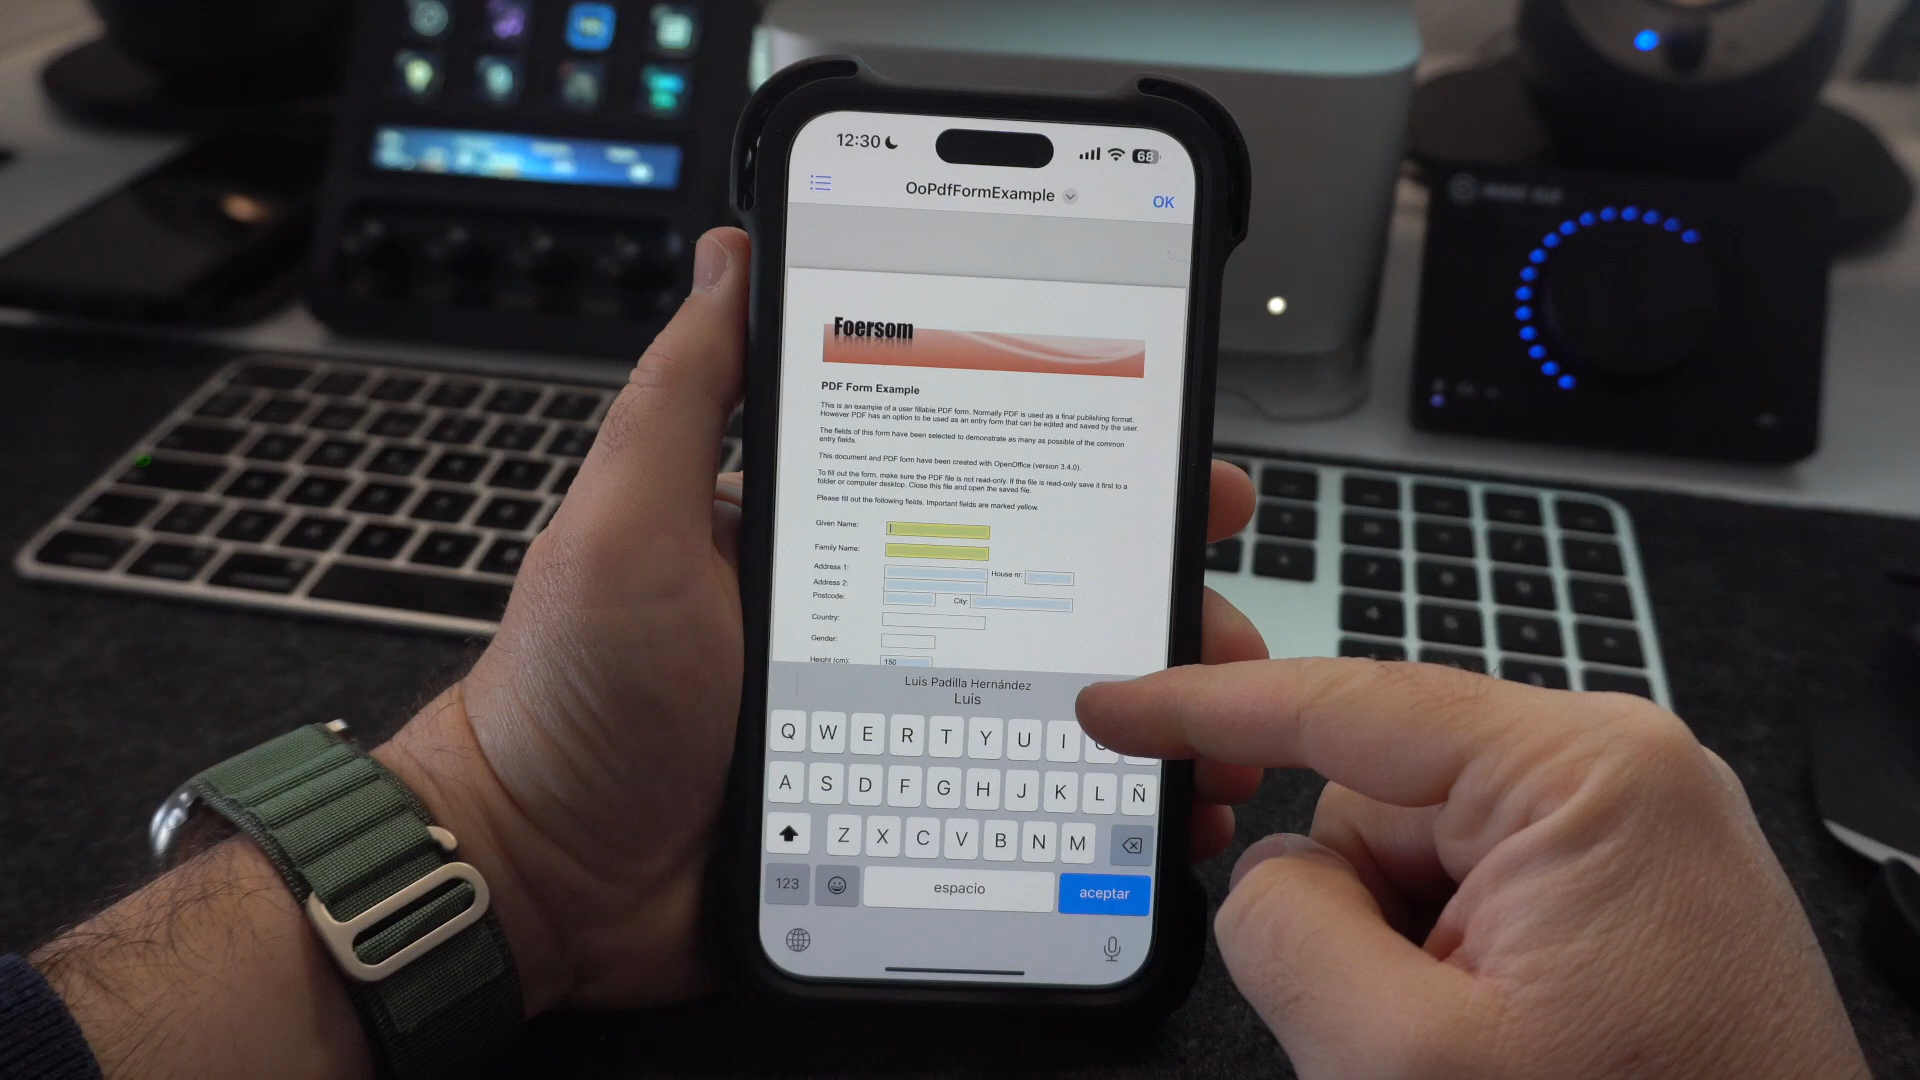 12:30
68
OoPdfFormExample
OK
Foersom
PDF Form Example
This is an example of a user fillable PDF form. Normally PDF is used as a final publishing format.
However PDF has an option to be used as an entry form that can be edited and saved by the user.
The fields of this form have been selected to demonstrate as many as possible of the common
entry fields.
This document and PDF form have been created with OpenOffice (version 3.4.0).
To fill out the form, make sure the PDF file is not read-only. If the file is read-only save it first to a
folder or computer desktop. Close this file and open the saved file.
Please fill out the following fields. Important fields are marked yellow.
Given Name:
Family Name:
Address 1:
House nr:
Address 2:
Postcode:
City:
Country:
Gender:
Height (cm): 150
Luis Padilla Hernández
Luis
Q W E R T Y U I
A S D F G H J K L Ñ
Z X C V B N M
123
espacio
aceptar